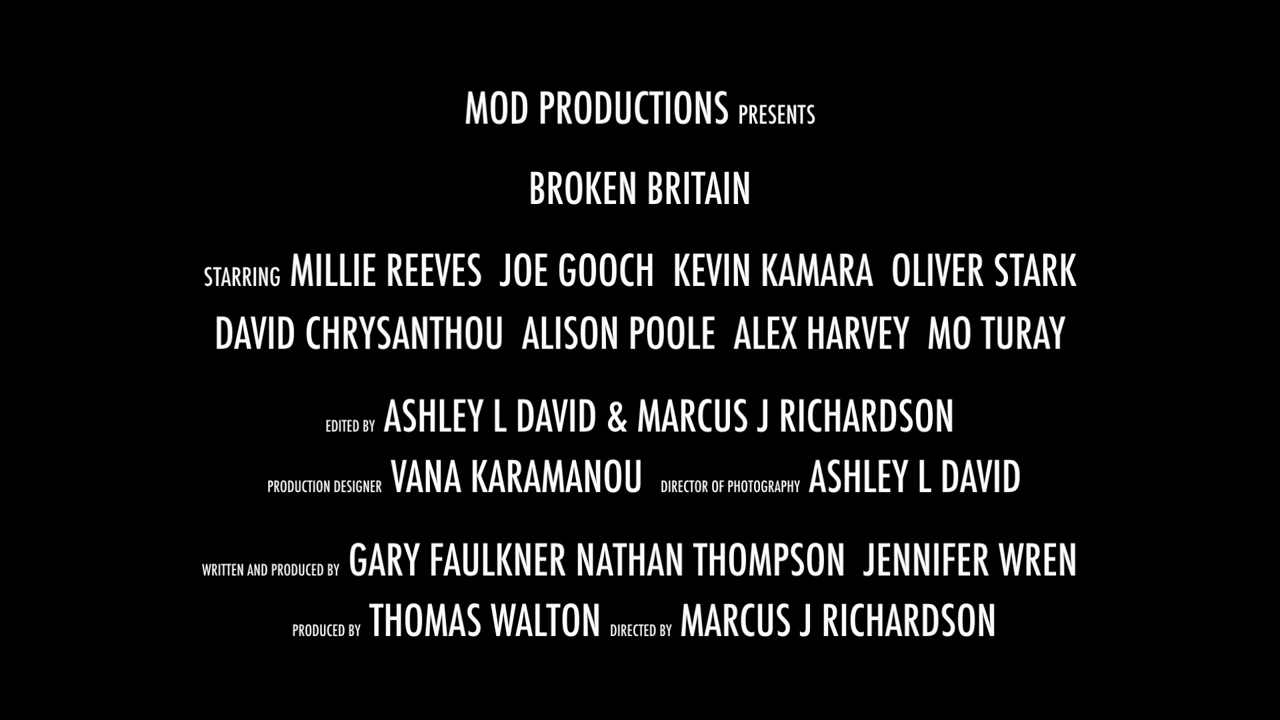 MOD PRODUCTIONS PRESENTS
BROKEN BRITAIN
STARRING MILLIE REEVES JOE GOOCH KEVIN KAMARA OLIVER STARK
DAVID CHRYSANTHOU ALISON POOLE ALEX HARVEY MO TURAY
EDITED BY ASHLEY L DAVID & MARCUS J RICHARDSON
PRODUCTION DESIGNER VANA KARAMANOU DIRECTOR OF PHOTOGRAPHY ASHLEY L DAVID
WRITTEN AND PRODUCED BY GARY FAULKNER NATHAN THOMPSON JENNIFER WREN
PRODUCED BY THOMAS WALTON DIRECTED BY MARCUS J RICHARDSON